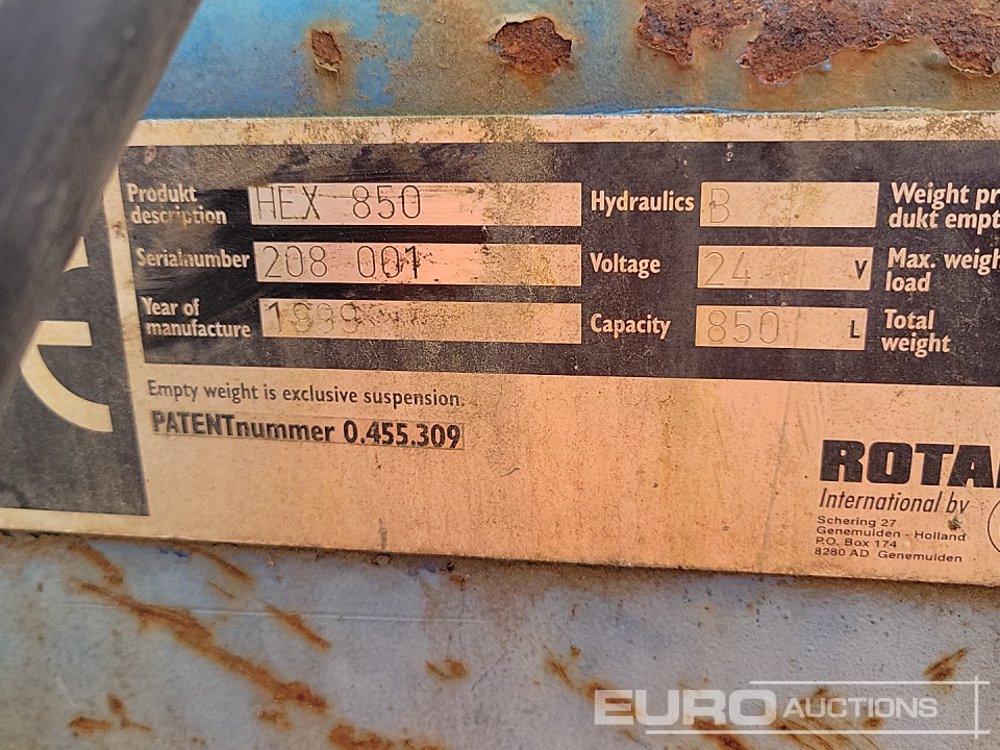 Produkt description HEX 850 Hydraulics B Weight pr
dukt empt
Serialnumber 208 001 Voltage 24 V Max. weigh
load
Year of manufacture 1999 Capacity 850 L Total weight
Empty weight is exclusive suspension.
PATENTnummer 0.455.309
ROTA
International bv
Schering 27
Genemuiden - Holland
P.O. Box 174
8280 AD Genemuiden
EURO AUCTIONS